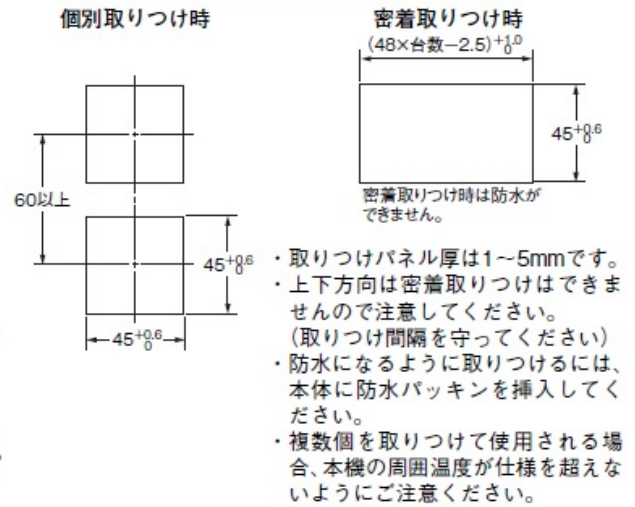 個別取りつけ時
60以上
45+0.6 0
45+0.6 0
密着取りつけ時
(48×台数−2.5)+1.0 0
45+0.6 0
密着取りつけ時は防水が
できません。
・取りつけパネル厚は1〜5mmです。
・上下方向は密着取りつけはできま
せんので注意してください。
(取りつけ間隔を守ってください)
・防水になるように取りつけるには、
本体に防水パッキンを挿入してく
ださい。
・複数個を取りつけて使用される場
合、本機の周囲温度が仕様を超えな
いようにご注意ください。